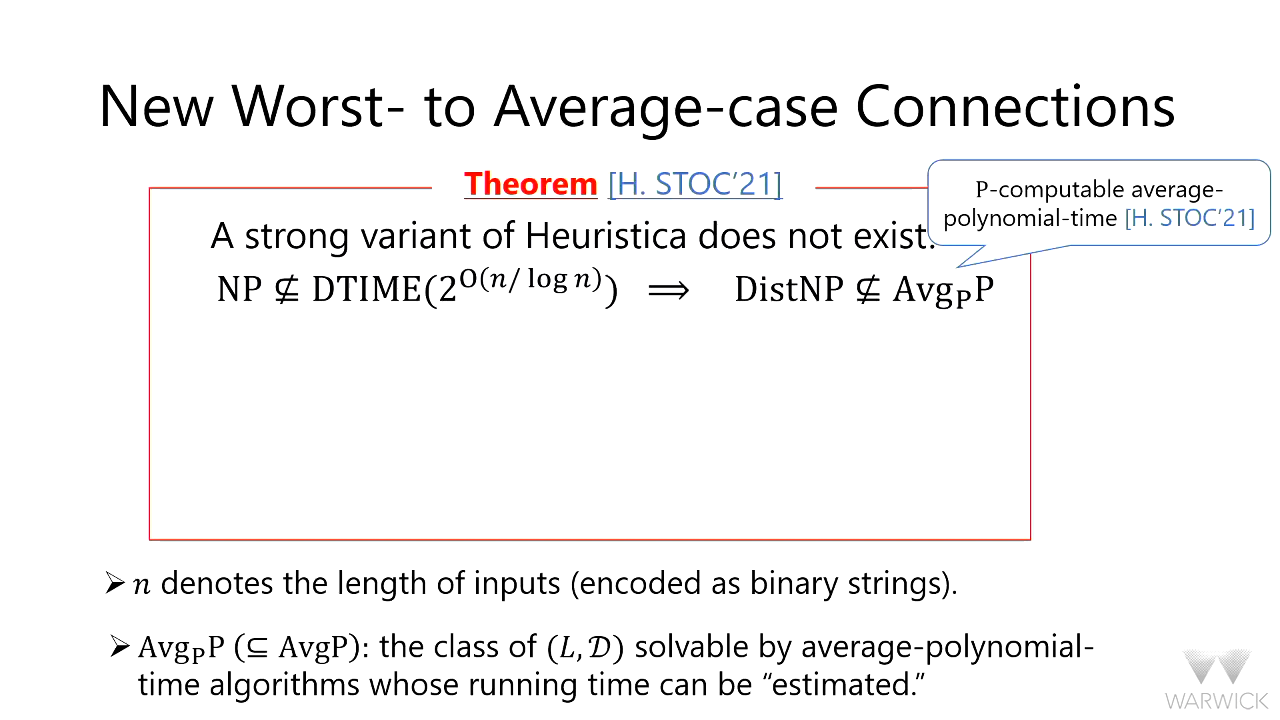 New Worst- to Average-case Connections
Theorem [H. STOC’21]
P-computable average-
polynomial-time [H. STOC’21]
A strong variant of Heuristica does not exist.
NP ⊈ DTIME(2^{O(n/ log n)}) ⟹ DistNP ⊈ Avg_P P
➢ n denotes the length of inputs (encoded as binary strings).
➢ Avg_P P (⊆ AvgP): the class of (L, 𝒟) solvable by average-polynomial-
time algorithms whose running time can be “estimated.”
WARWICK